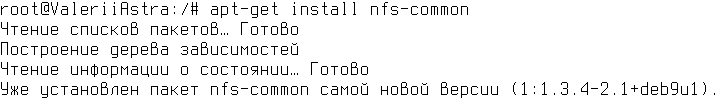 root@ValeriiAstra:/# apt-get install nfs-common
Чтение списков пакетов… Готово
Построение дерева зависимостей
Чтение информации о состоянии… Готово
Уже установлен пакет nfs-common самой новой версии (1:1.3.4-2.1+deb9u1).